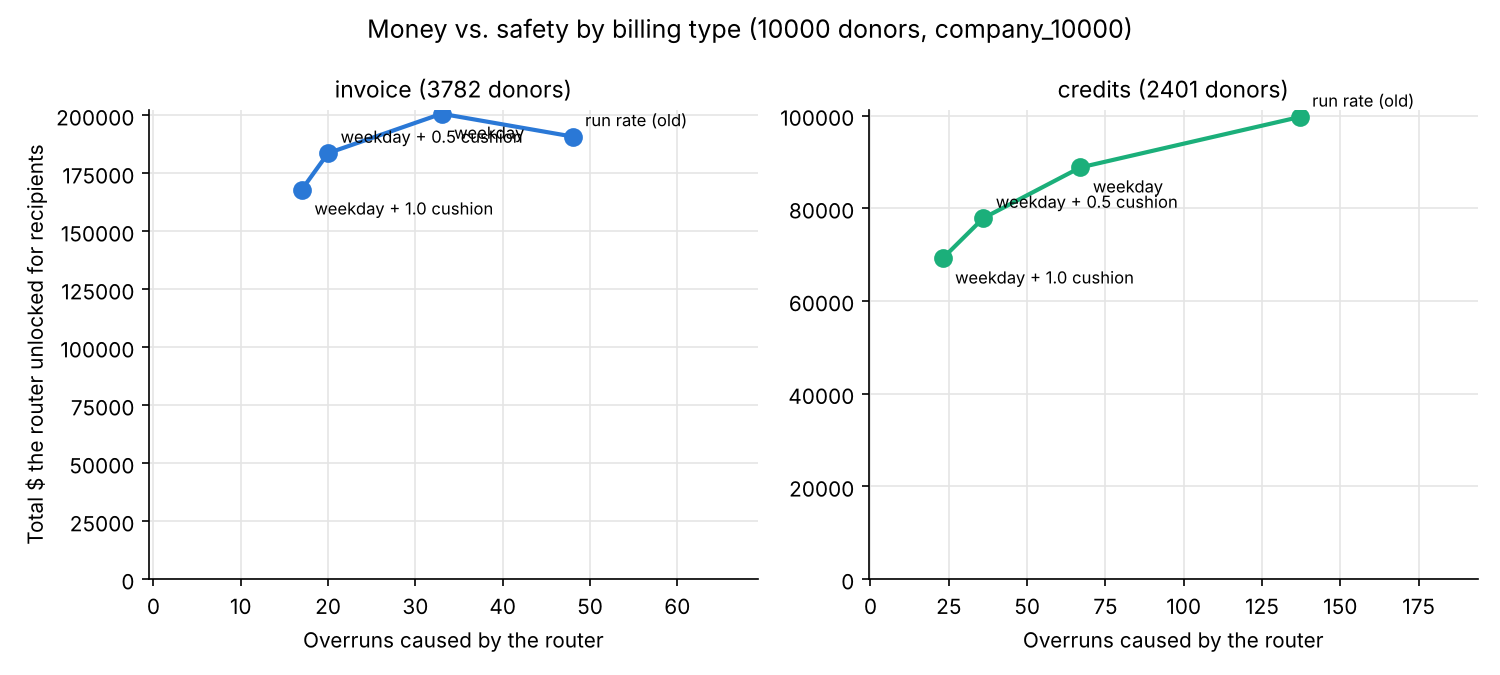 Money vs. safety by billing type (10000 donors, company_10000)
invoice (3782 donors)
Total $ the router unlocked for recipients
200000
175000
150000
125000
100000
75000
50000
25000
0
run rate (old)
weekday
weekday + 0.5 cushion
weekday + 1.0 cushion
0 10 20 30 40 50 60
Overruns caused by the router
credits (2401 donors)
100000
80000
60000
40000
20000
0
run rate (old)
weekday
weekday + 0.5 cushion
weekday + 1.0 cushion
0 25 50 75 100 125 150 175
Overruns caused by the router